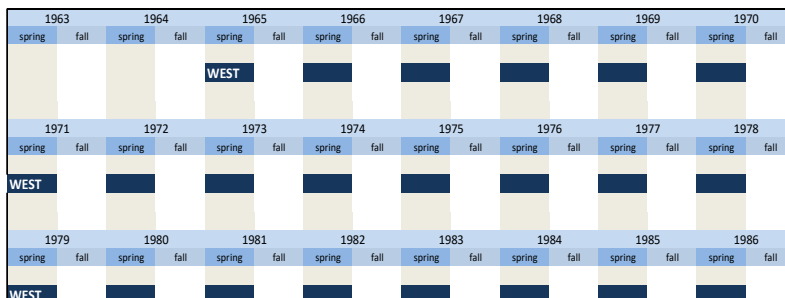 1963 1964 1965 1966 1967 1968 1969 1970
spring fall spring fall spring fall spring fall spring fall spring fall spring fall spring fall
WEST
1971 1972 1973 1974 1975 1976 1977 1978
spring fall spring fall spring fall spring fall spring fall spring fall spring fall spring fall
WEST
1979 1980 1981 1982 1983 1984 1985 1986
spring fall spring fall spring fall spring fall spring fall spring fall spring fall spring fall
WEST